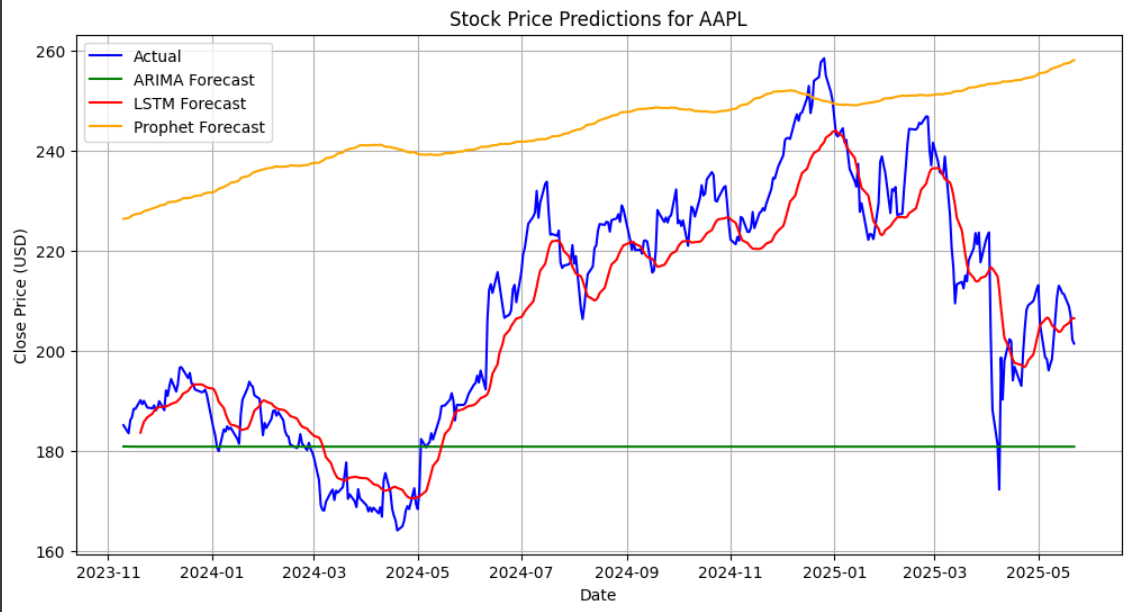 Stock Price Predictions for AAPL
Actual
ARIMA Forecast
LSTM Forecast
Prophet Forecast
Close Price (USD)
260
240
220
200
180
160
2023-11 2024-01 2024-03 2024-05 2024-07 2024-09 2024-11 2025-01 2025-03 2025-05
Date